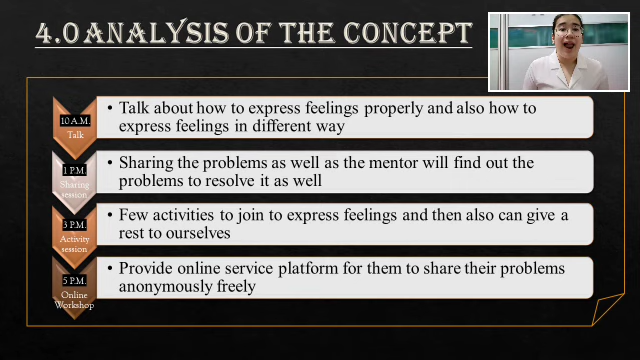 4.0 ANALYSIS OF THE CONCEPT
10 A.M.
Talk
• Talk about how to express feelings properly and also how to
express feelings in different way
1 P.M.
Sharing
session
• Sharing the problems as well as the mentor will find out the
problems to resolve it as well
3 P.M.
Activity
session
• Few activities to join to express feelings and then also can give a
rest to ourselves
5 P.M.
Online
Workshop
• Provide online service platform for them to share their problems
anonymously freely